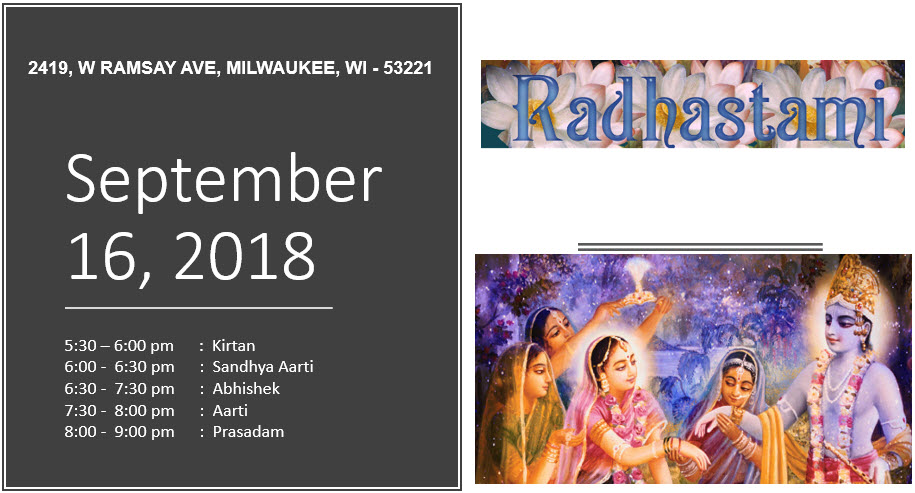 2419, W RAMSAY AVE, MILWAUKEE, WI - 53221
September
16, 2018
5:30 – 6:00 pm : Kirtan
6:00 - 6:30 pm : Sandhya Aarti
6:30 - 7:30 pm : Abhishek
7:30 - 8:00 pm : Aarti
8:00 - 9:00 pm : Prasadam
Radhastami